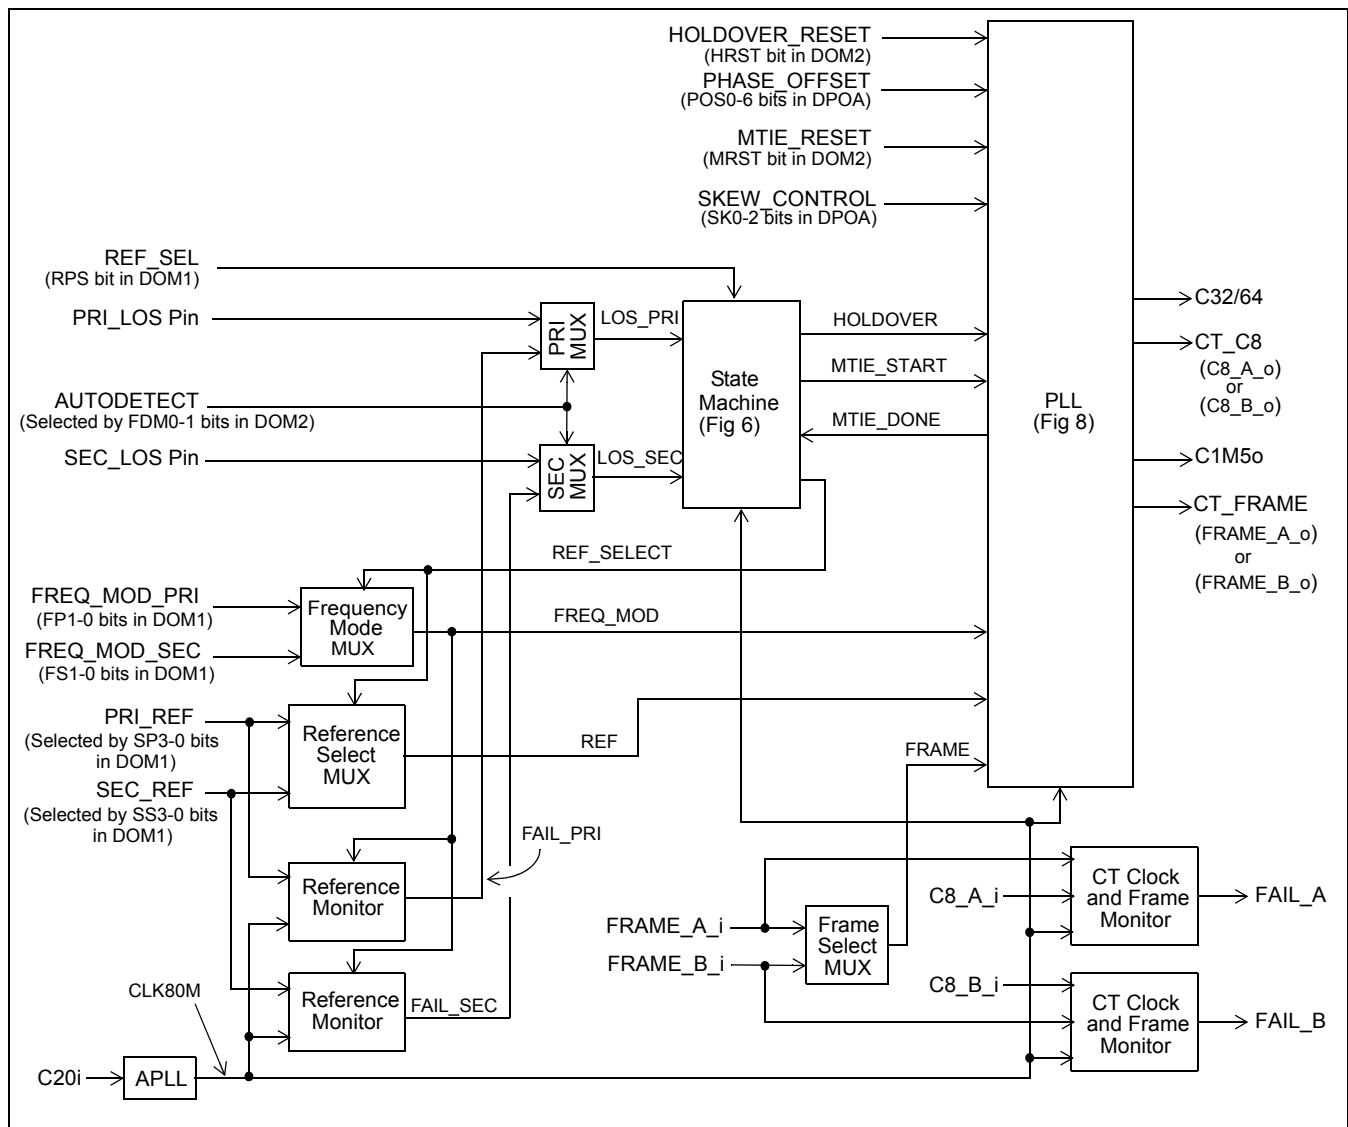 HOLDOVER_RESET
(HRST bit in DOM2)
PHASE_OFFSET
(POS0-6 bits in DPOA)
MTIE_RESET
(MRST bit in DOM2)
SKEW_CONTROL
(SK0-2 bits in DPOA)
REF_SEL
(RPS bit in DOM1)
PRI_LOS Pin
PRI
MUX
LOS_PRI
AUTODETECT
(Selected by FDM0-1 bits in DOM2)
SEC_LOS Pin
SEC
MUX
LOS_SEC
State
Machine
(Fig 6)
HOLDOVER
MTIE_START
MTIE_DONE
PLL
(Fig 8)
C32/64
CT_C8
(C8_A_o)
or
(C8_B_o)
C1M5o
CT_FRAME
(FRAME_A_o)
or
(FRAME_B_o)
REF_SELECT
FREQ_MOD_PRI
(FP1-0 bits in DOM1)
FREQ_MOD_SEC
(FS1-0 bits in DOM1)
Frequency
Mode
MUX
FREQ_MOD
PRI_REF
(Selected by SP3-0 bits
in DOM1)
SEC_REF
(Selected by SS3-0 bits
in DOM1)
Reference
Select
MUX
REF
FRAME
FAIL_PRI
Reference
Monitor
Reference
Monitor
FAIL_SEC
CLK80M
C20i
APLL
FRAME_A_i
FRAME_B_i
Frame
Select
MUX
C8_A_i
CT Clock
and Frame
Monitor
FAIL_A
C8_B_i
CT Clock
and Frame
Monitor
FAIL_B